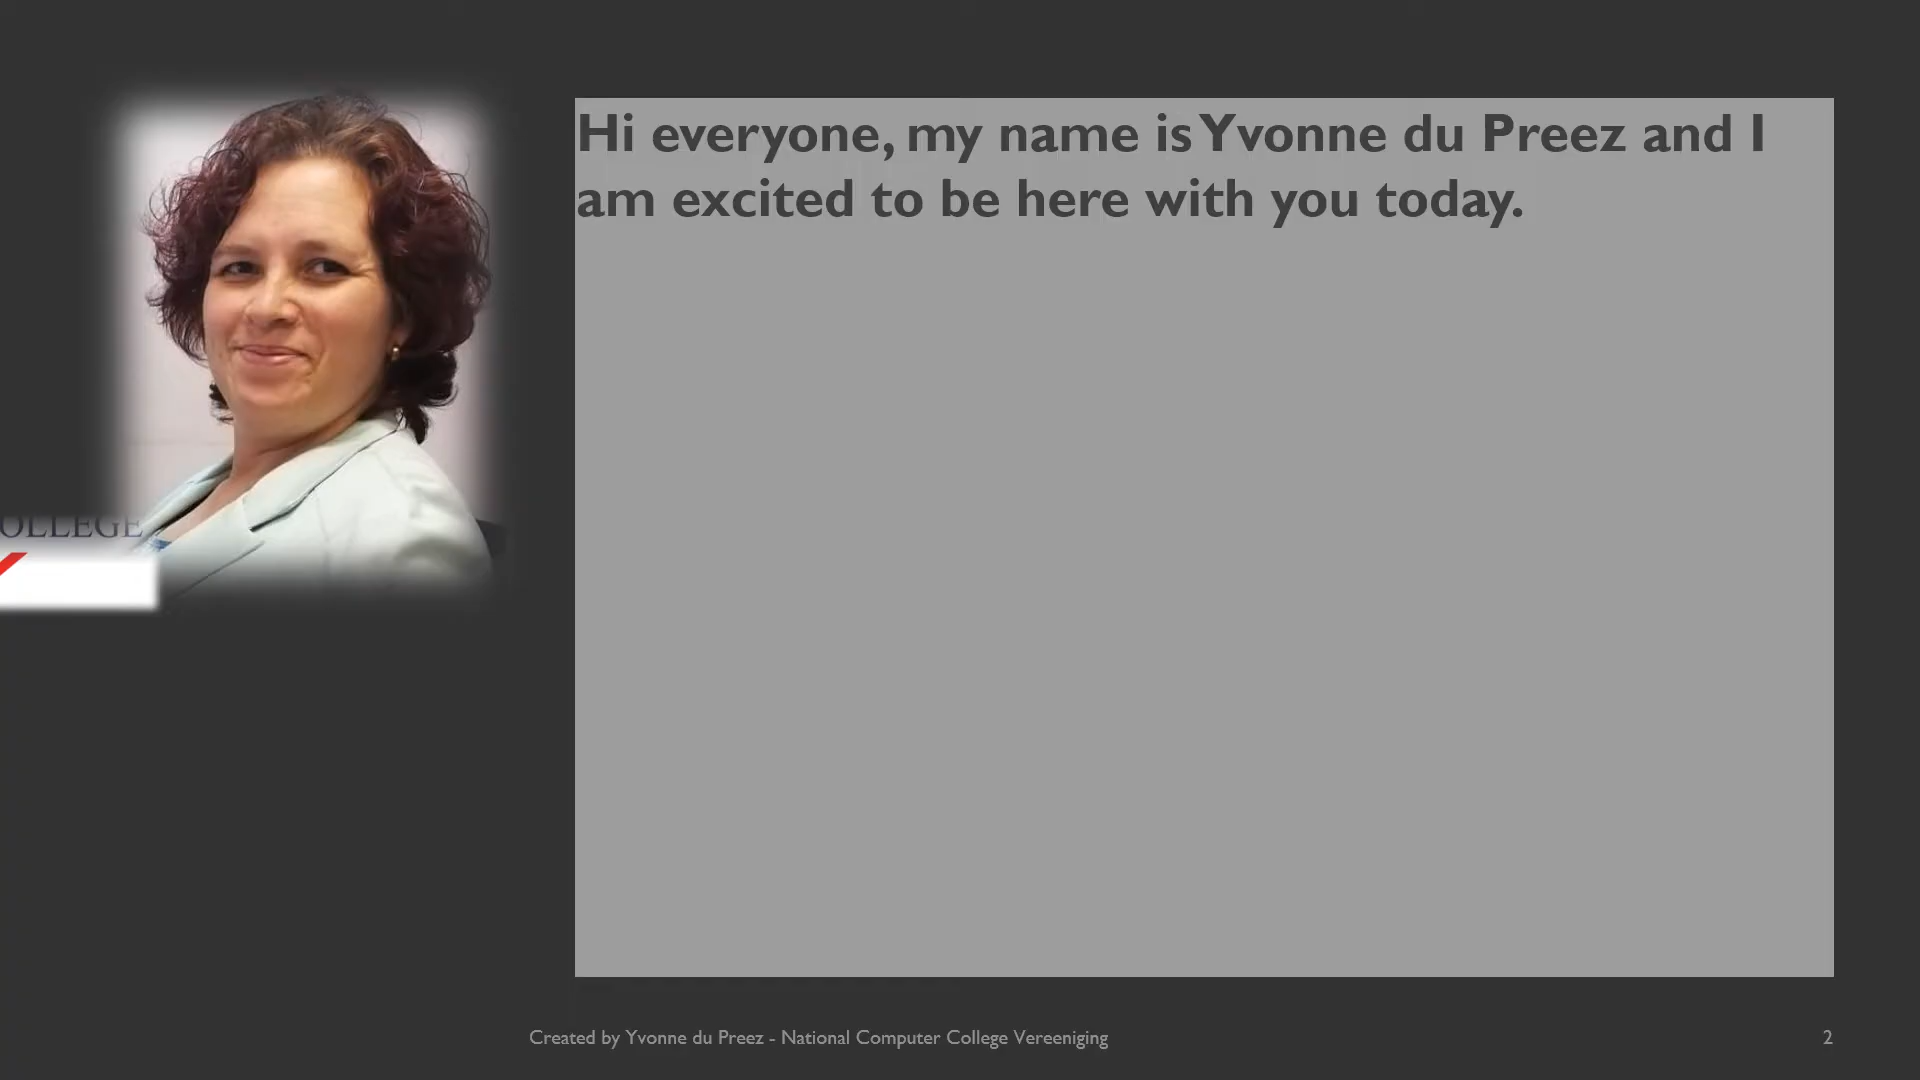 Hi everyone, my name is Yvonne du Preez and I
am excited to be here with you today.
OLLEGE
Created by Yvonne du Preez - National Computer College Vereeniging
2